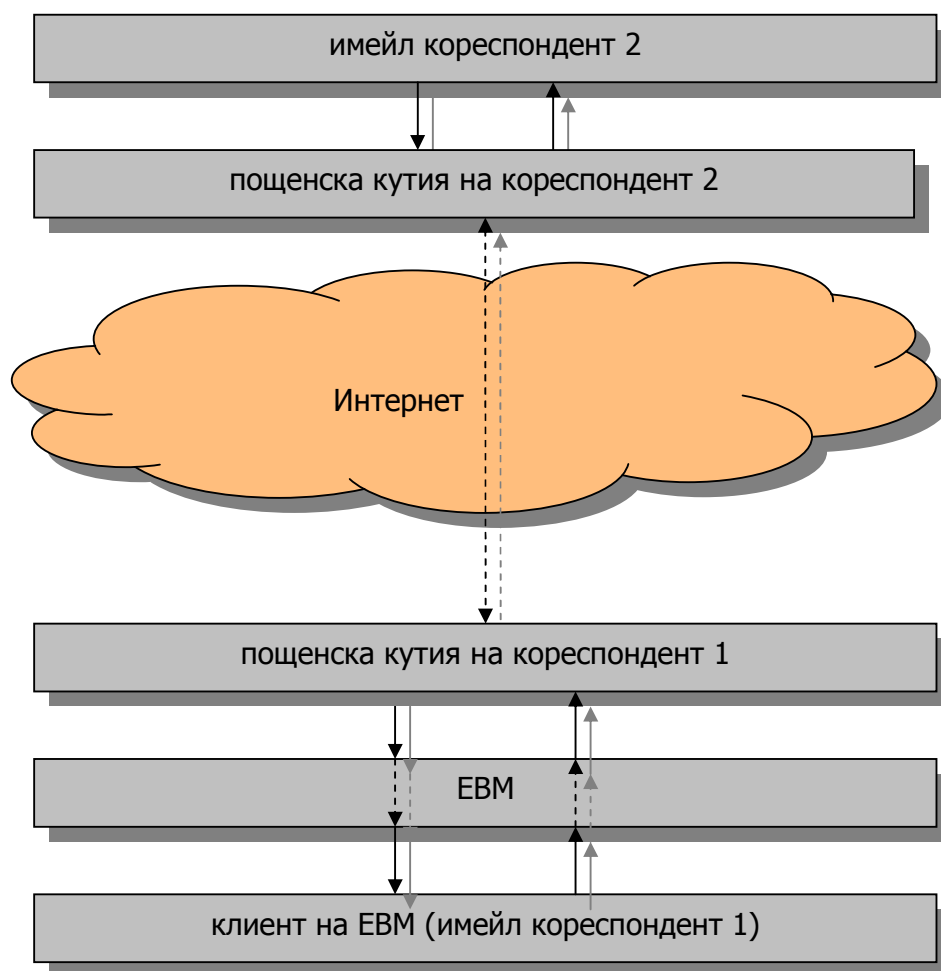 имейл кореспондент 2
пощенска кутия на кореспондент 2
Интернет
пощенска кутия на кореспондент 1
ЕВМ
клиент на ЕВМ (имейл кореспондент 1)